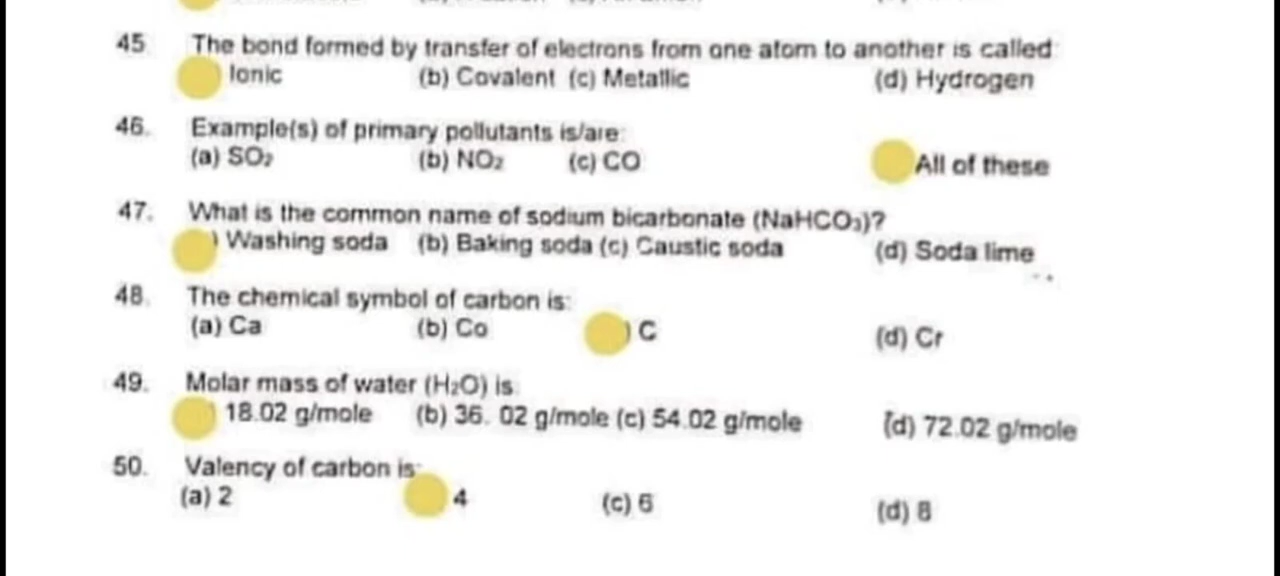 45 The bond formed by transfer of electrons from one atom to another is called:
Ionic (b) Covalent (c) Metallic (d) Hydrogen
46. Example(s) of primary pollutants is/are:
(a) SO₂ (b) NO₂ (c) CO All of these
47. What is the common name of sodium bicarbonate (NaHCO₃)?
) Washing soda (b) Baking soda (c) Caustic soda (d) Soda lime
48. The chemical symbol of carbon is:
(a) Ca (b) Co ) C (d) Cr
49. Molar mass of water (H₂O) is
) 18.02 g/mole (b) 36. 02 g/mole (c) 54.02 g/mole (d) 72.02 g/mole
50. Valency of carbon is:
(a) 2 4 (c) 6 (d) 8